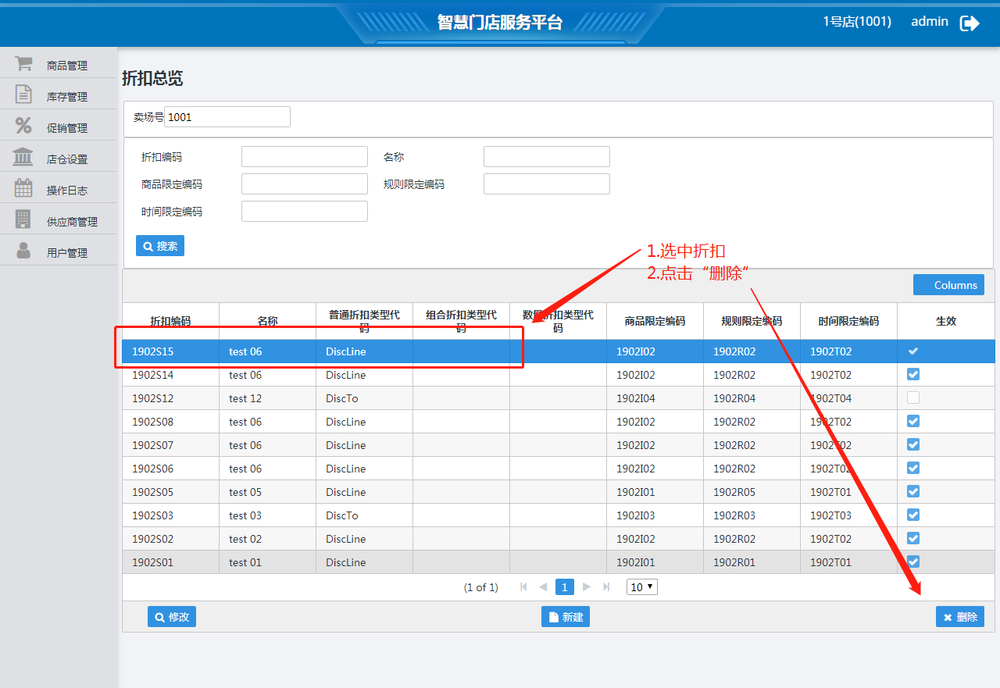 智慧门店服务平台
1号店(1001) admin
商品管理
库存管理
促销管理
店仓设置
操作日志
供应商管理
用户管理
折扣总览
卖场号 1001
折扣编码 名称
商品限定编码 规则限定编码
时间限定编码
搜索
1.选中折扣
2.点击“删除”
Columns
折扣编码 名称 普通折扣类型代码 组合折扣类型代码 数量折扣类型代码 商品限定编码 规则限定编码 时间限定编码 生效
1902S15 test 06 DiscLine 1902I02 1902R02 1902T02
1902S14 test 06 DiscLine 1902I02 1902R02 1902T02
1902S12 test 12 DiscTo 1902I04 1902R04 1902T04
1902S08 test 06 DiscLine 1902I02 1902R02 1902T02
1902S07 test 06 DiscLine 1902I02 1902R02 1902T02
1902S06 test 06 DiscLine 1902I02 1902R02 1902T02
1902S05 test 05 DiscLine 1902I01 1902R05 1902T01
1902S03 test 03 DiscTo 1902I03 1902R03 1902T03
1902S02 test 02 DiscLine 1902I02 1902R02 1902T02
1902S01 test 01 DiscLine 1902I01 1902R01 1902T01
(1 of 1) 1 10
修改 新建 删除